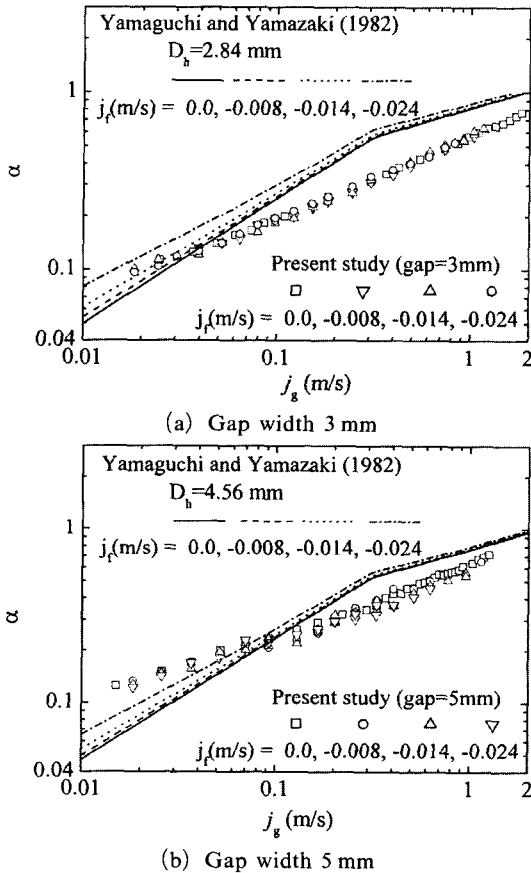 Yamaguchi and Yamazaki (1982)
D_h=2.84 mm
j_f(m/s) = 0.0, -0.008, -0.014, -0.024
1
α
0.1
Present study (gap=3mm)
j_f(m/s) = 0.0, -0.008, -0.014, -0.024
0.04
0.01 0.1 1 2
j_g (m/s)
(a) Gap width 3 mm
Yamaguchi and Yamazaki (1982)
D_h=4.56 mm
j_f(m/s) = 0.0, -0.008, -0.014, -0.024
1
α
0.1
Present study (gap=5mm)
j_f(m/s) = 0.0, -0.008, -0.014, -0.024
0.04
0.01 0.1 1 2
j_g (m/s)
(b) Gap width 5 mm